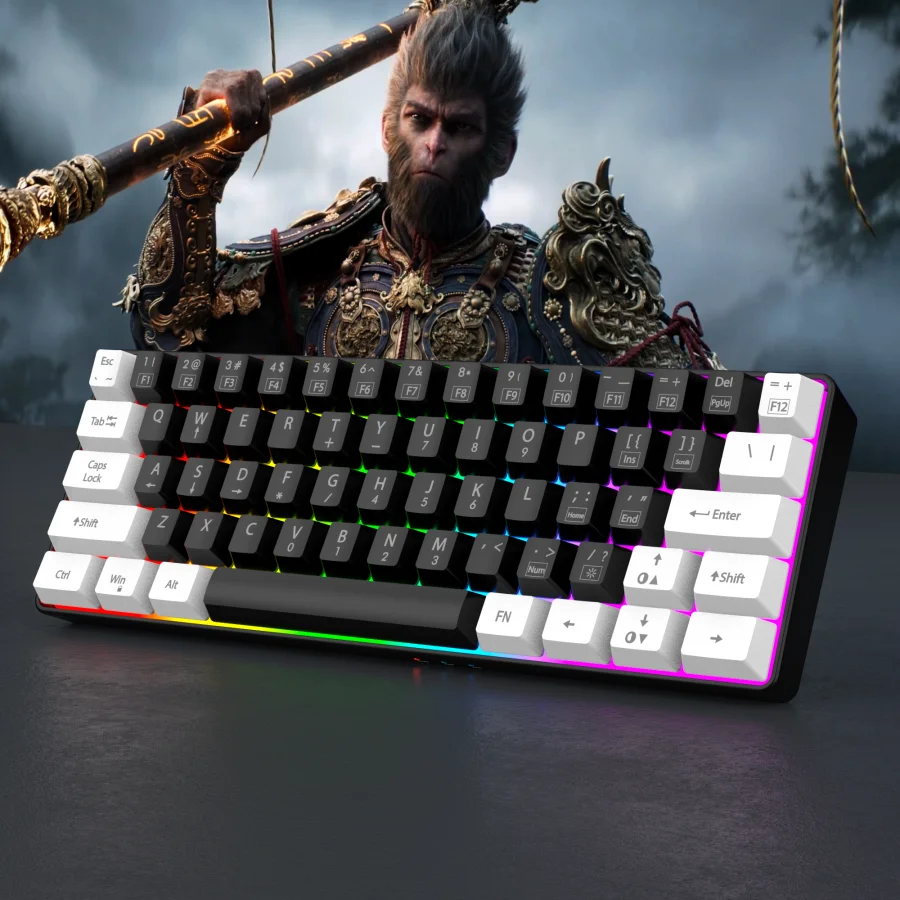 Esc 1! 2@ 3# 4$ 5% 6^ 7& 8* 9( 0! — — = + Del = +
` ~ F1 F2 F3 F4 F5 F6 F7 F8 F9 F10 F11 F12 PgUp F12
Tab Q W E R T Y U I O P [{ ]} \ |
+ − 7 8 9 Ins
Caps Lock A S D F G H J K L ; : ' " Enter
* / 4 5 6 Home End
Shift Z X C V B N M , < . > / ? Shift
0 1 2 3 Num
Ctrl Win Alt FN